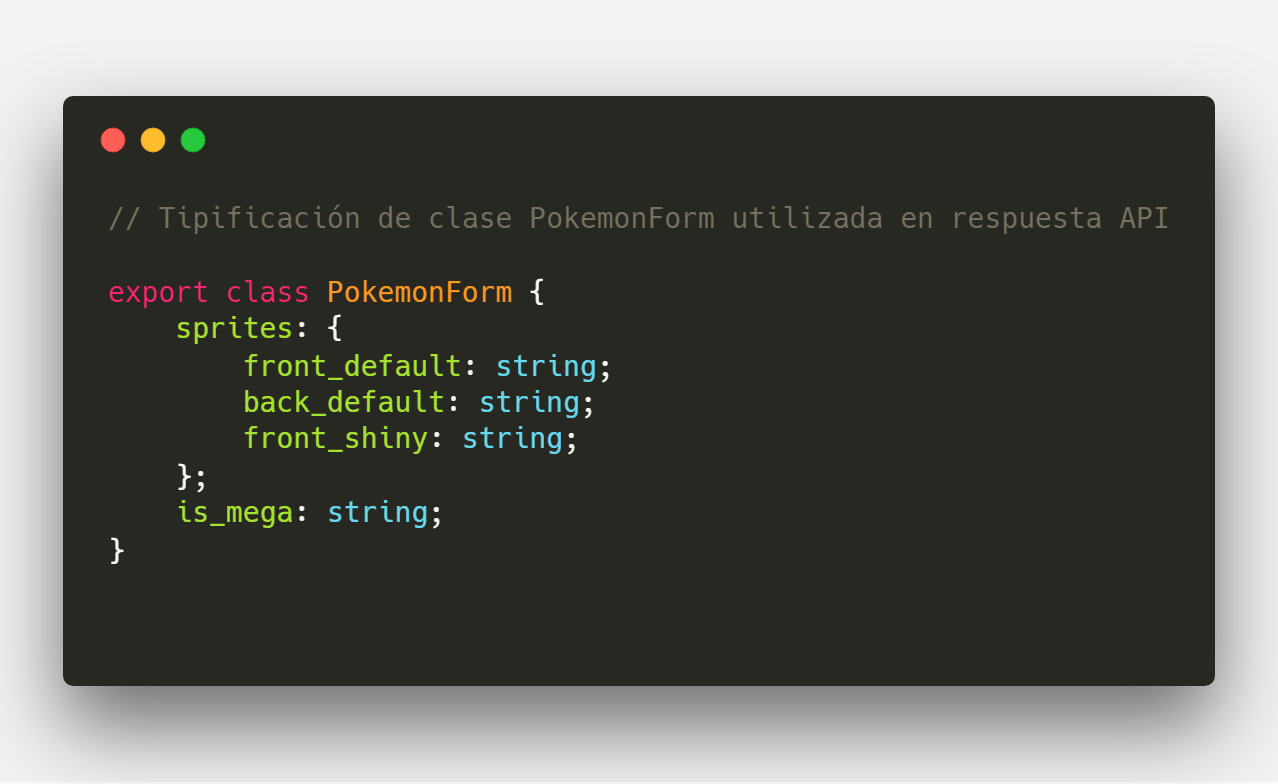 // Tipificación de clase PokemonForm utilizada en respuesta API
export class PokemonForm {
    sprites: {
        front_default: string;
        back_default: string;
        front_shiny: string;
    };
    is_mega: string;
}